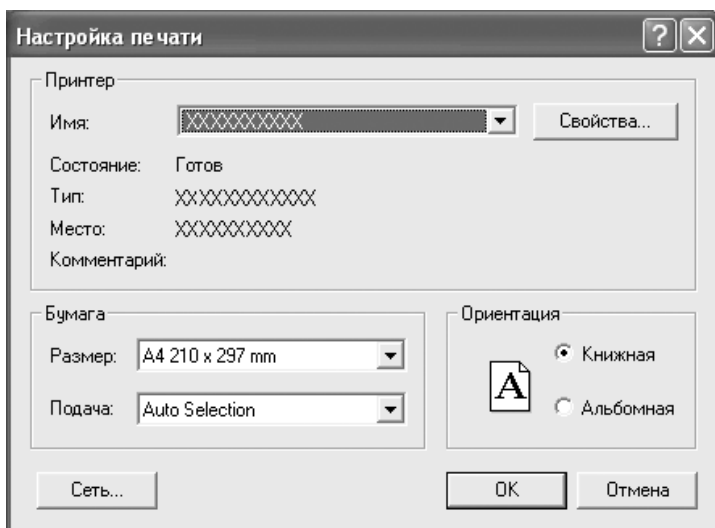 Настройка печати
Принтер
Имя: XXXXXXXXXXX Свойства...
Состояние: Готов
Тип: XXXXXXXXXXXX
Место: XXXXXXXXXX
Комментарий:
Бумага
Размер: A4 210 x 297 mm
Подача: Auto Selection
Ориентация
A
Книжная
Альбомная
Сеть... OK Отмена